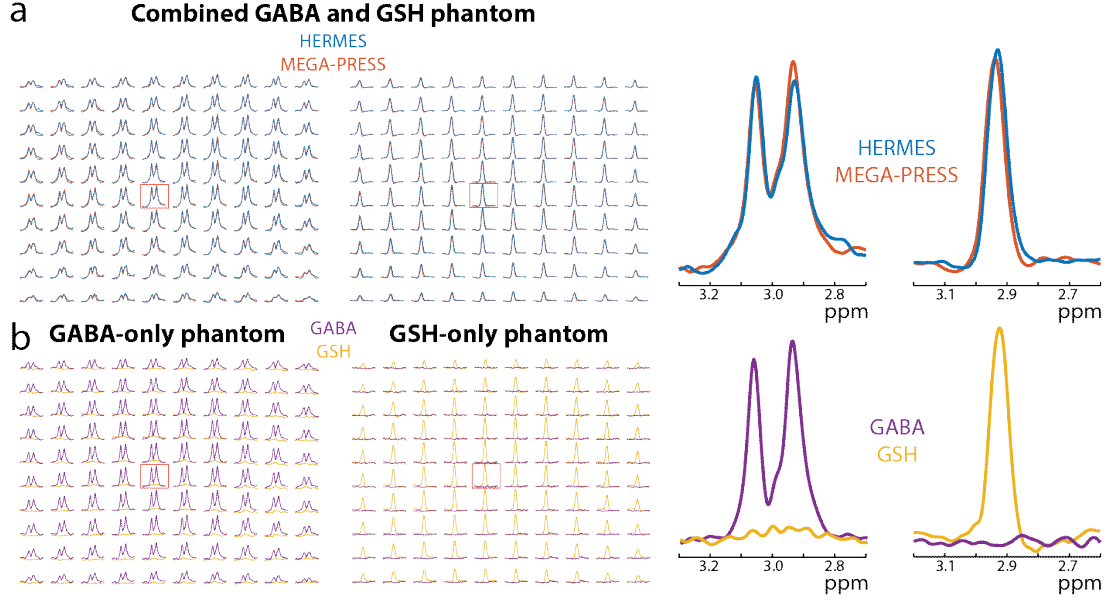 a
Combined GABA and GSH phantom
HERMES
MEGA-PRESS
HERMES
MEGA-PRESS
3.2 3.0 2.8
ppm
3.1 2.9 2.7
ppm
b
GABA-only phantom
GABA
GSH
GSH-only phantom
GABA
GSH
3.2 3.0 2.8
ppm
3.1 2.9 2.7
ppm